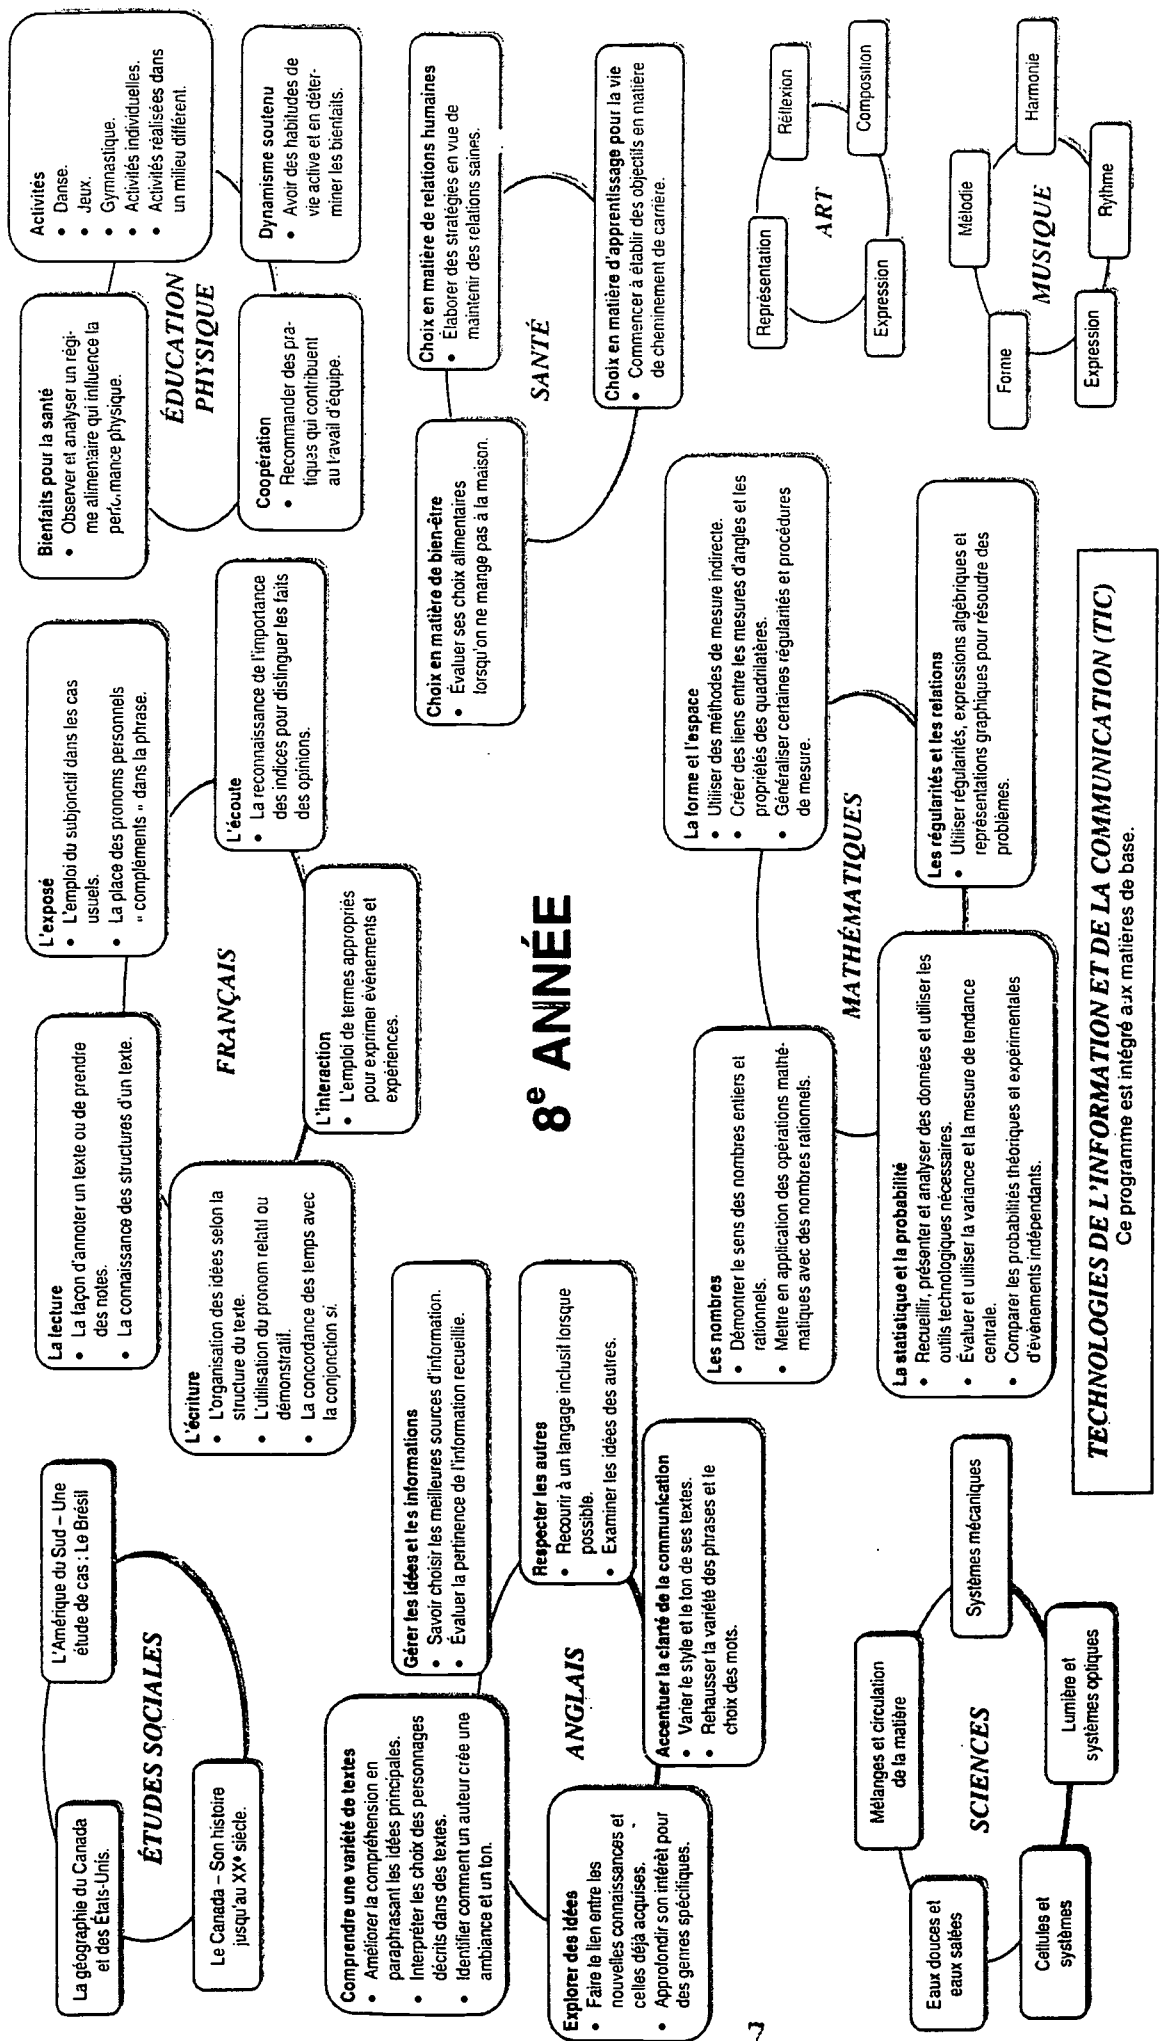 ÉTUDES SOCIALES
La géographie du Canada
et des États-Unis.
L'Amérique du Sud – Une
étude de cas : Le Brésil
Le Canada – Son histoire
jusqu'au XXe siècle.
FRANÇAIS
La lecture
• La façon d'annoter un texte ou de prendre
des notes.
• La connaissance des structures d'un texte.
L'exposé
• L'emploi du subjonctif dans les cas
usuels.
• La place des pronoms personnels
" compléments " dans la phrase.
L'écriture
• L'organisation des idées selon la
structure du texte.
• L'utilisation du pronom relatif ou
démonstratif.
• La concordance des temps avec
la conjonction si.
L'interaction
• L'emploi de termes appropriés
pour exprimer évènements et
expériences.
L'écoute
• La reconnaissance de l'importance
des indices pour distinguer les faits
des opinions.
ÉDUCATION
PHYSIQUE
Bienfaits pour la santé
• Observer et analyser un régi-
me alimentaire qui influence la
performance physique.
Activités
• Danse.
• Jeux.
• Gymnastique.
• Activités individuelles.
• Activités réalisées dans
un milieu différent.
Coopération
• Recommander des pra-
tiques qui contribuent
au travail d'équipe.
Dynamisme soutenu
• Avoir des habitudes de
vie active et en déter-
miner les bienfaits.
ANGLAIS
Comprendre une variété de textes
• Améliorer la compréhension en
paraphrasant les idées principales.
• Interpréter les choix des personnages
décrits dans des textes.
• Identifier comment un auteur crée une
ambiance et un ton.
Gérer les idées et les informations
• Savoir choisir les meilleures sources d'information.
• Évaluer la pertinence de l'information recueillie.
Respecter les autres
• Recourir à un langage inclusif lorsque
possible.
• Examiner les idées des autres.
Explorer des idées
• Faire le lien entre les
nouvelles connaissances et
celles déjà acquises.
• Approfondir son intérêt pour
des genres spécifiques.
Accentuer la clarté de la communication
• Varier le style et le ton de ses textes.
• Rehausser la variété des phrases et le
choix des mots.
8e ANNÉE
SANTÉ
Choix en matière de bien-être
• Évaluer ses choix alimentaires
lorsqu'on ne mange pas à la maison.
Choix en matière de relations humaines
• Élaborer des stratégies en vue de
maintenir des relations saines.
Choix en matière d'apprentissage pour la vie
• Commencer à établir des objectifs en matière
de cheminement de carrière.
SCIENCES
Eaux douces et
eaux salées
Mélanges et circulation
de la matière
Systèmes mécaniques
Cellules et
systèmes
Lumière et
systèmes optiques
MATHÉMATIQUES
Les nombres
• Démontrer le sens des nombres entiers et
rationnels.
• Mettre en application des opérations mathé-
matiques avec des nombres rationnels.
La forme et l'espace
• Utiliser des méthodes de mesure indirecte.
• Créer des liens entre les mesures d'angles et les
propriétés des quadrilatères.
• Généraliser certaines régularités et procédures
de mesure.
La statistique et la probabilité
• Recueillir, présenter et analyser des données et utiliser les
outils technologiques nécessaires.
• Évaluer et utiliser la variance et la mesure de tendance
centrale.
• Comparer les probabilités théoriques et expérimentales
d'évènements indépendants.
Les régularités et les relations
• Utiliser régularités, expressions algébriques et
représentations graphiques pour résoudre des
problèmes.
ART
Représentation
Réflexion
Expression
Composition
MUSIQUE
Forme
Mélodie
Harmonie
Expression
Rythme
TECHNOLOGIES DE L'INFORMATION ET DE LA COMMUNICATION (TIC)
Ce programme est intégré aux matières de base.
7